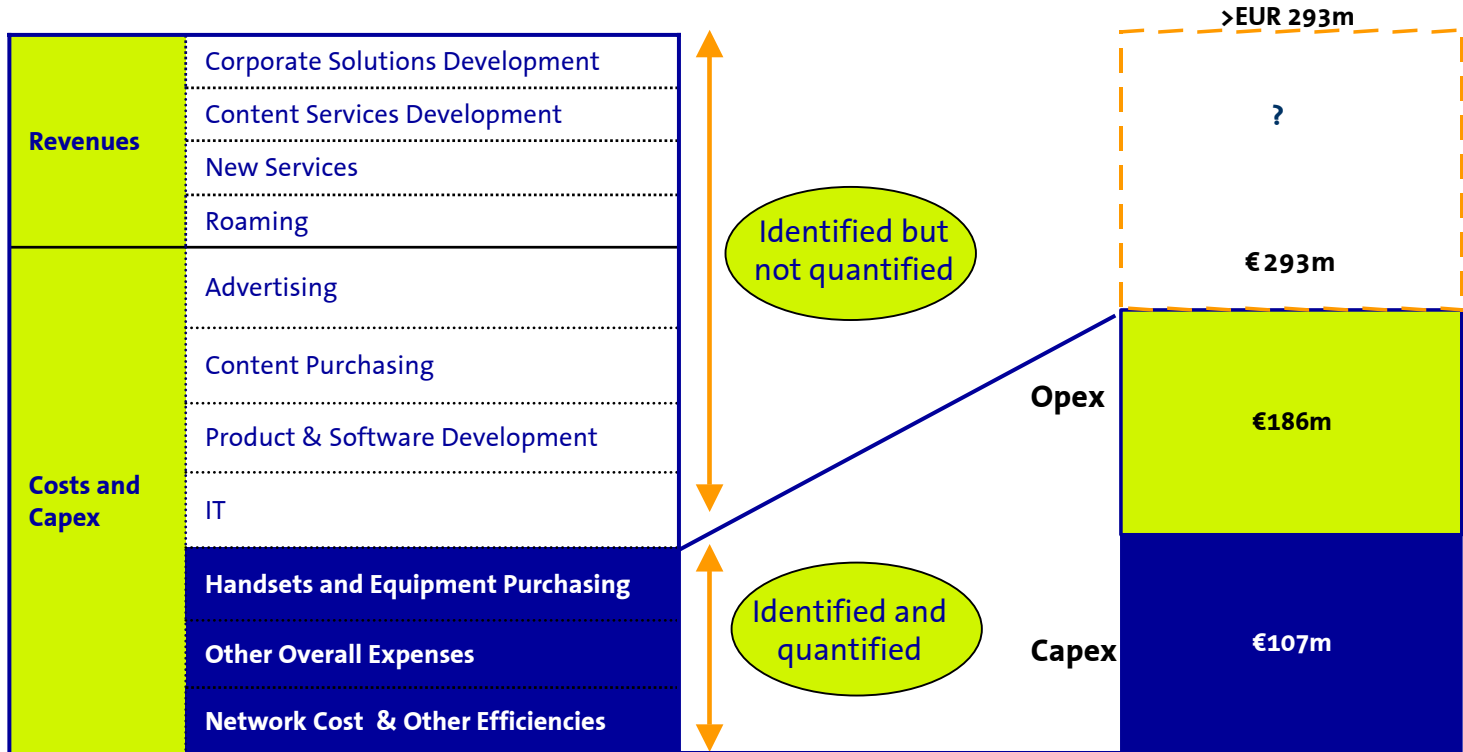 >EUR 293m
Revenues
Corporate Solutions Development
Content Services Development
New Services
Roaming
Costs and
Capex
Advertising
Content Purchasing
Product & Software Development
IT
Handsets and Equipment Purchasing
Other Overall Expenses
Network Cost & Other Efficiencies
Identified but
not quantified
Identified and
quantified
?
€293m
Opex
€186m
Capex
€107m